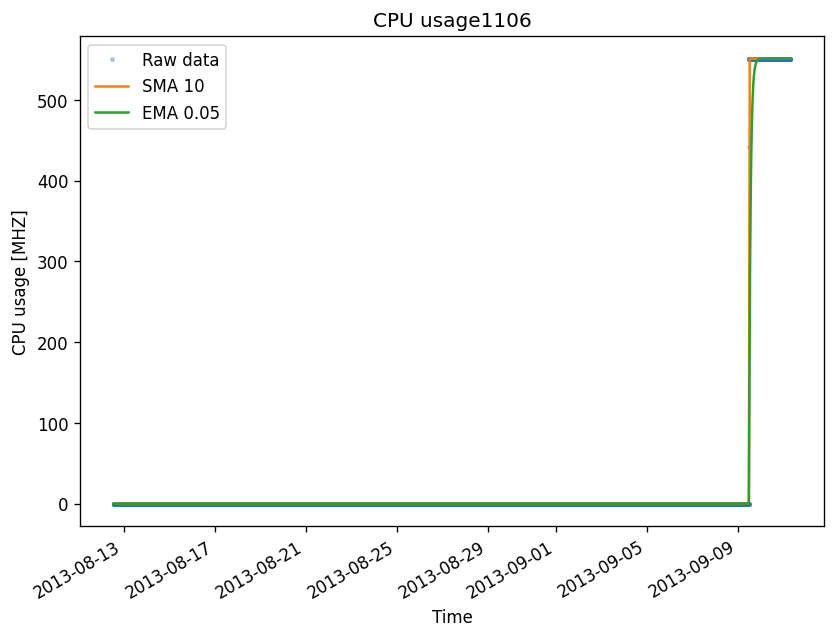 CPU usage1106
Raw data
SMA 10
EMA 0.05
CPU usage [MHZ]
500
400
300
200
100
0
2013-08-13
2013-08-17
2013-08-21
2013-08-25
2013-08-29
2013-09-01
2013-09-05
2013-09-09
Time